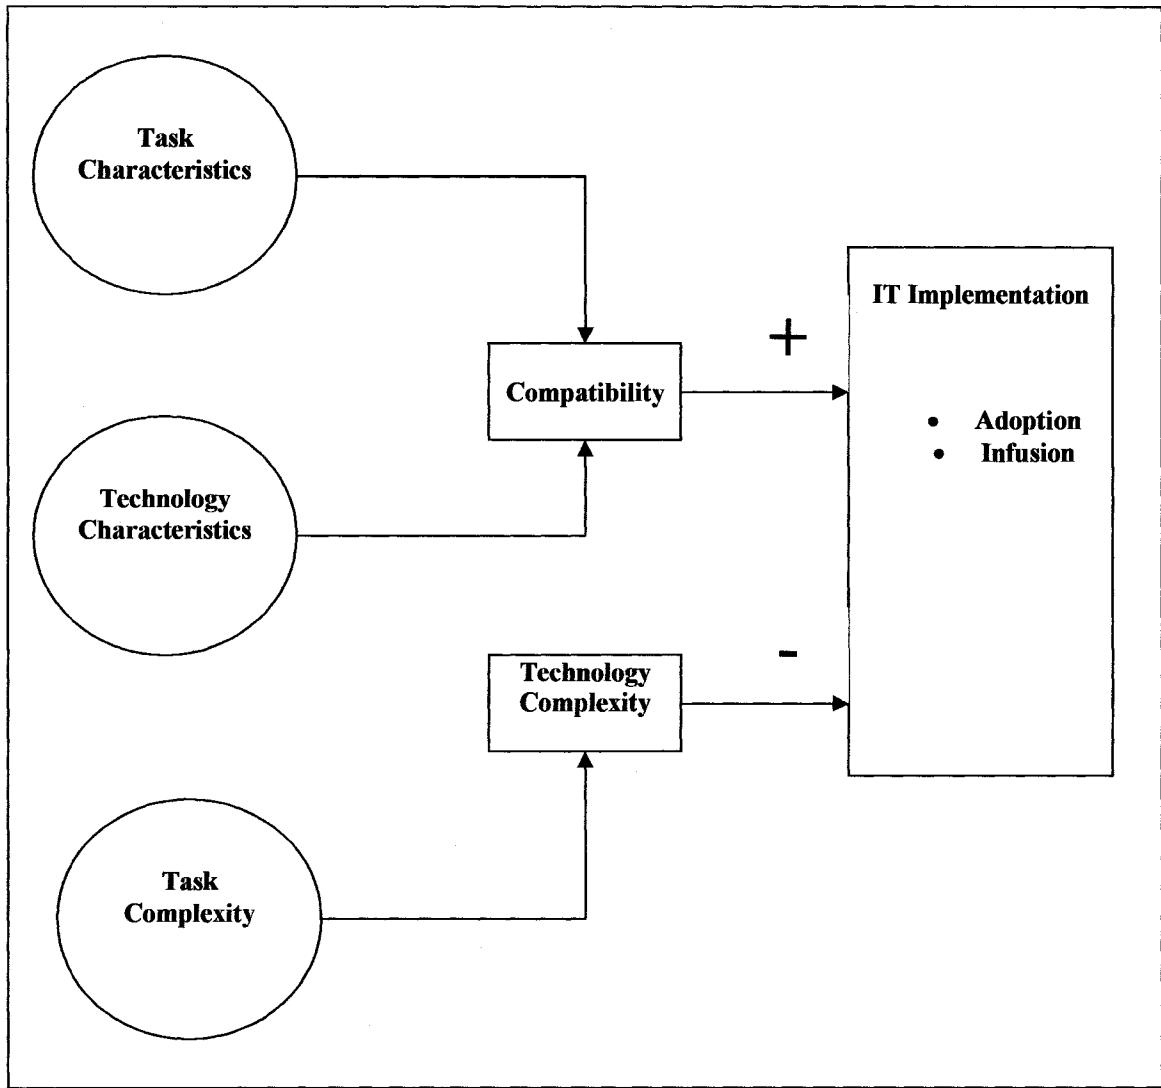 Task
Characteristics
Technology
Characteristics
Task
Complexity
Compatibility
Technology
Complexity
+
-
IT Implementation
• Adoption
• Infusion